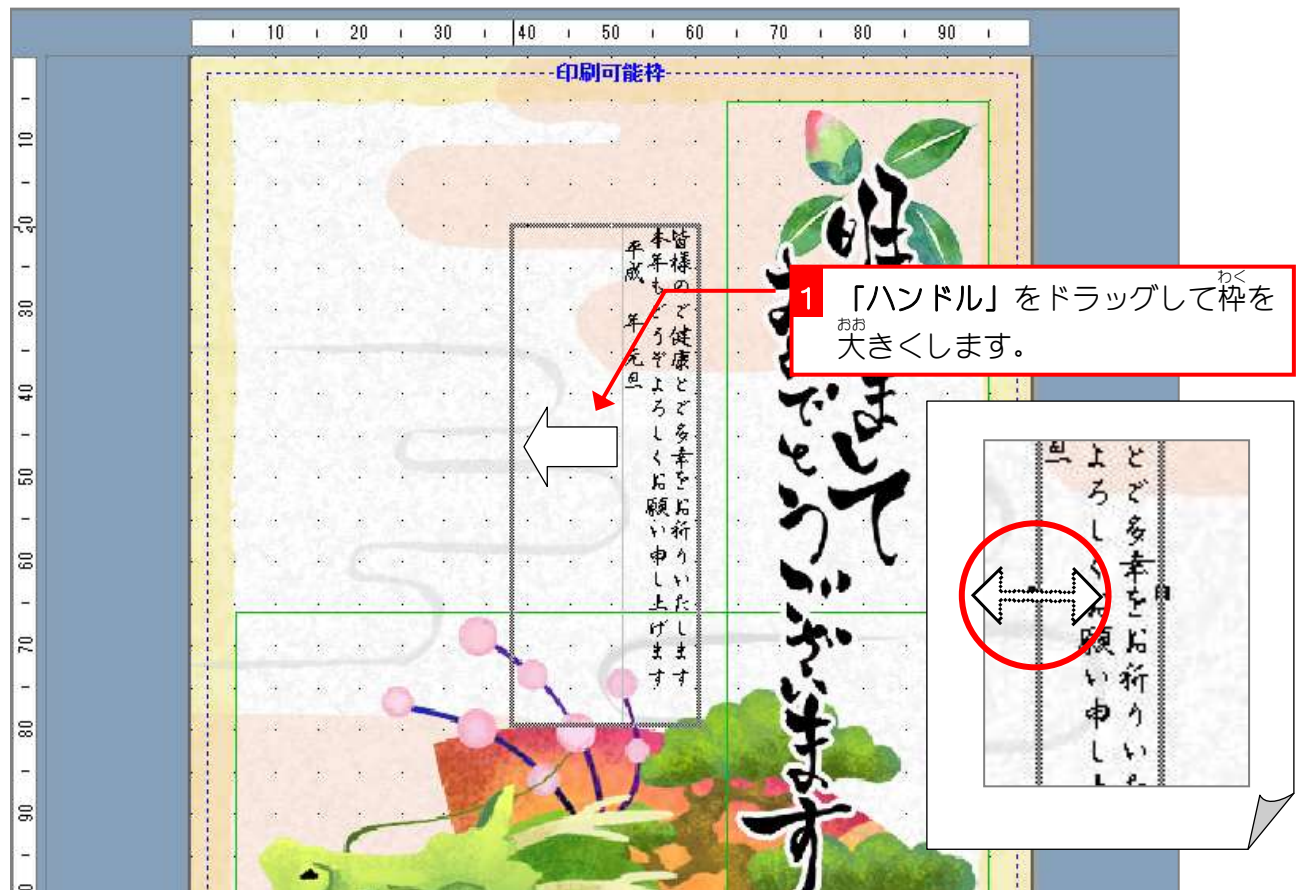 10 20 30 40 50 60 70 80 90
印刷可能枠
10
20
30
40
50
60
70
80
90
明けまして
おめでとうございます
皆様のご健康とご多幸をお祈りいたします
本年もどうぞよろしくお願い申し上げます
平成 年 元旦
1 「ハンドル」をドラッグして枠を
わく
大きくします。
おお
とご多幸をお祈りいた
よろしくお願い申し上
旦